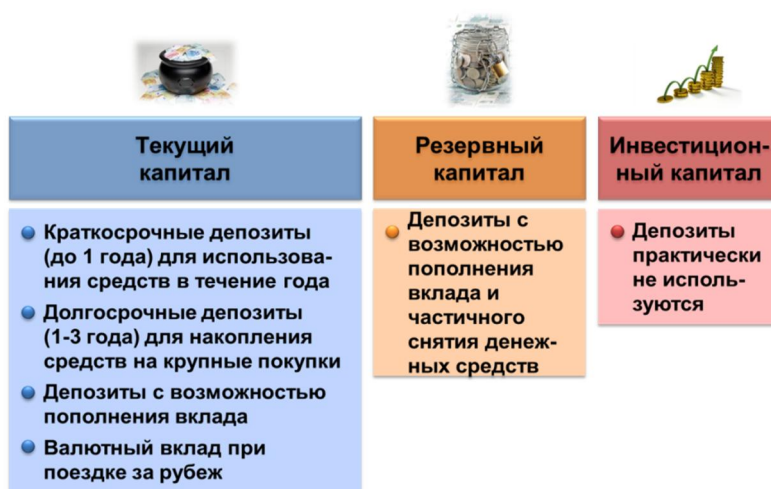 Текущий
капитал
Резервный
капитал
Инвестицион-
ный капитал
Краткосрочные депозиты
(до 1 года) для использова-
ния средств в течение года
Долгосрочные депозиты
(1-3 года) для накопления
средств на крупные покупки
Депозиты с возможностью
пополнения вклада
Валютный вклад при
поездке за рубеж
Депозиты с
возможностью
пополнения
вклада и
частичного
снятия денеж-
ных средств
Депозиты
практически
не исполь-
зуются